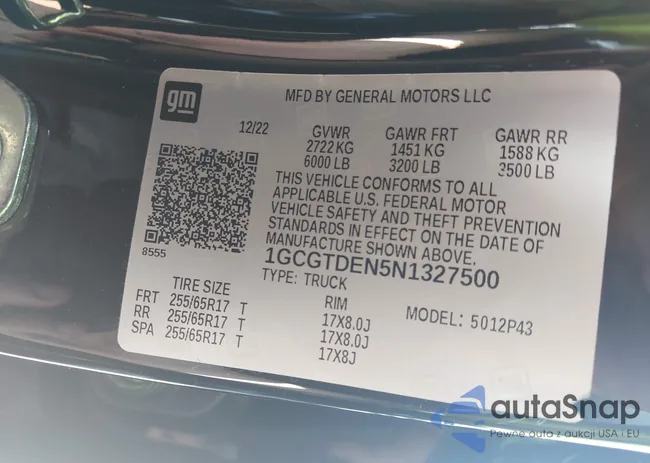 gm
MFD BY GENERAL MOTORS LLC
12/22 GVWR GAWR FRT GAWR RR
2722 KG 1451 KG 1588 KG
6000 LB 3200 LB 3500 LB
THIS VEHICLE CONFORMS TO ALL
APPLICABLE U.S. FEDERAL MOTOR
VEHICLE SAFETY AND THEFT PREVENTION
STANDARDS IN EFFECT ON THE DATE OF
MANUFACTURE SHOWN ABOVE.
8555
1GCGTDEN5N1327500
TYPE: TRUCK
TIRE SIZE RIM MODEL: 5012P43
FRT 255/65R17 T 17X8.0J
RR 255/65R17 T 17X8.0J
SPA 255/65R17 T 17X8J
autaSnap
Pewne auta z aukcji USA i EU